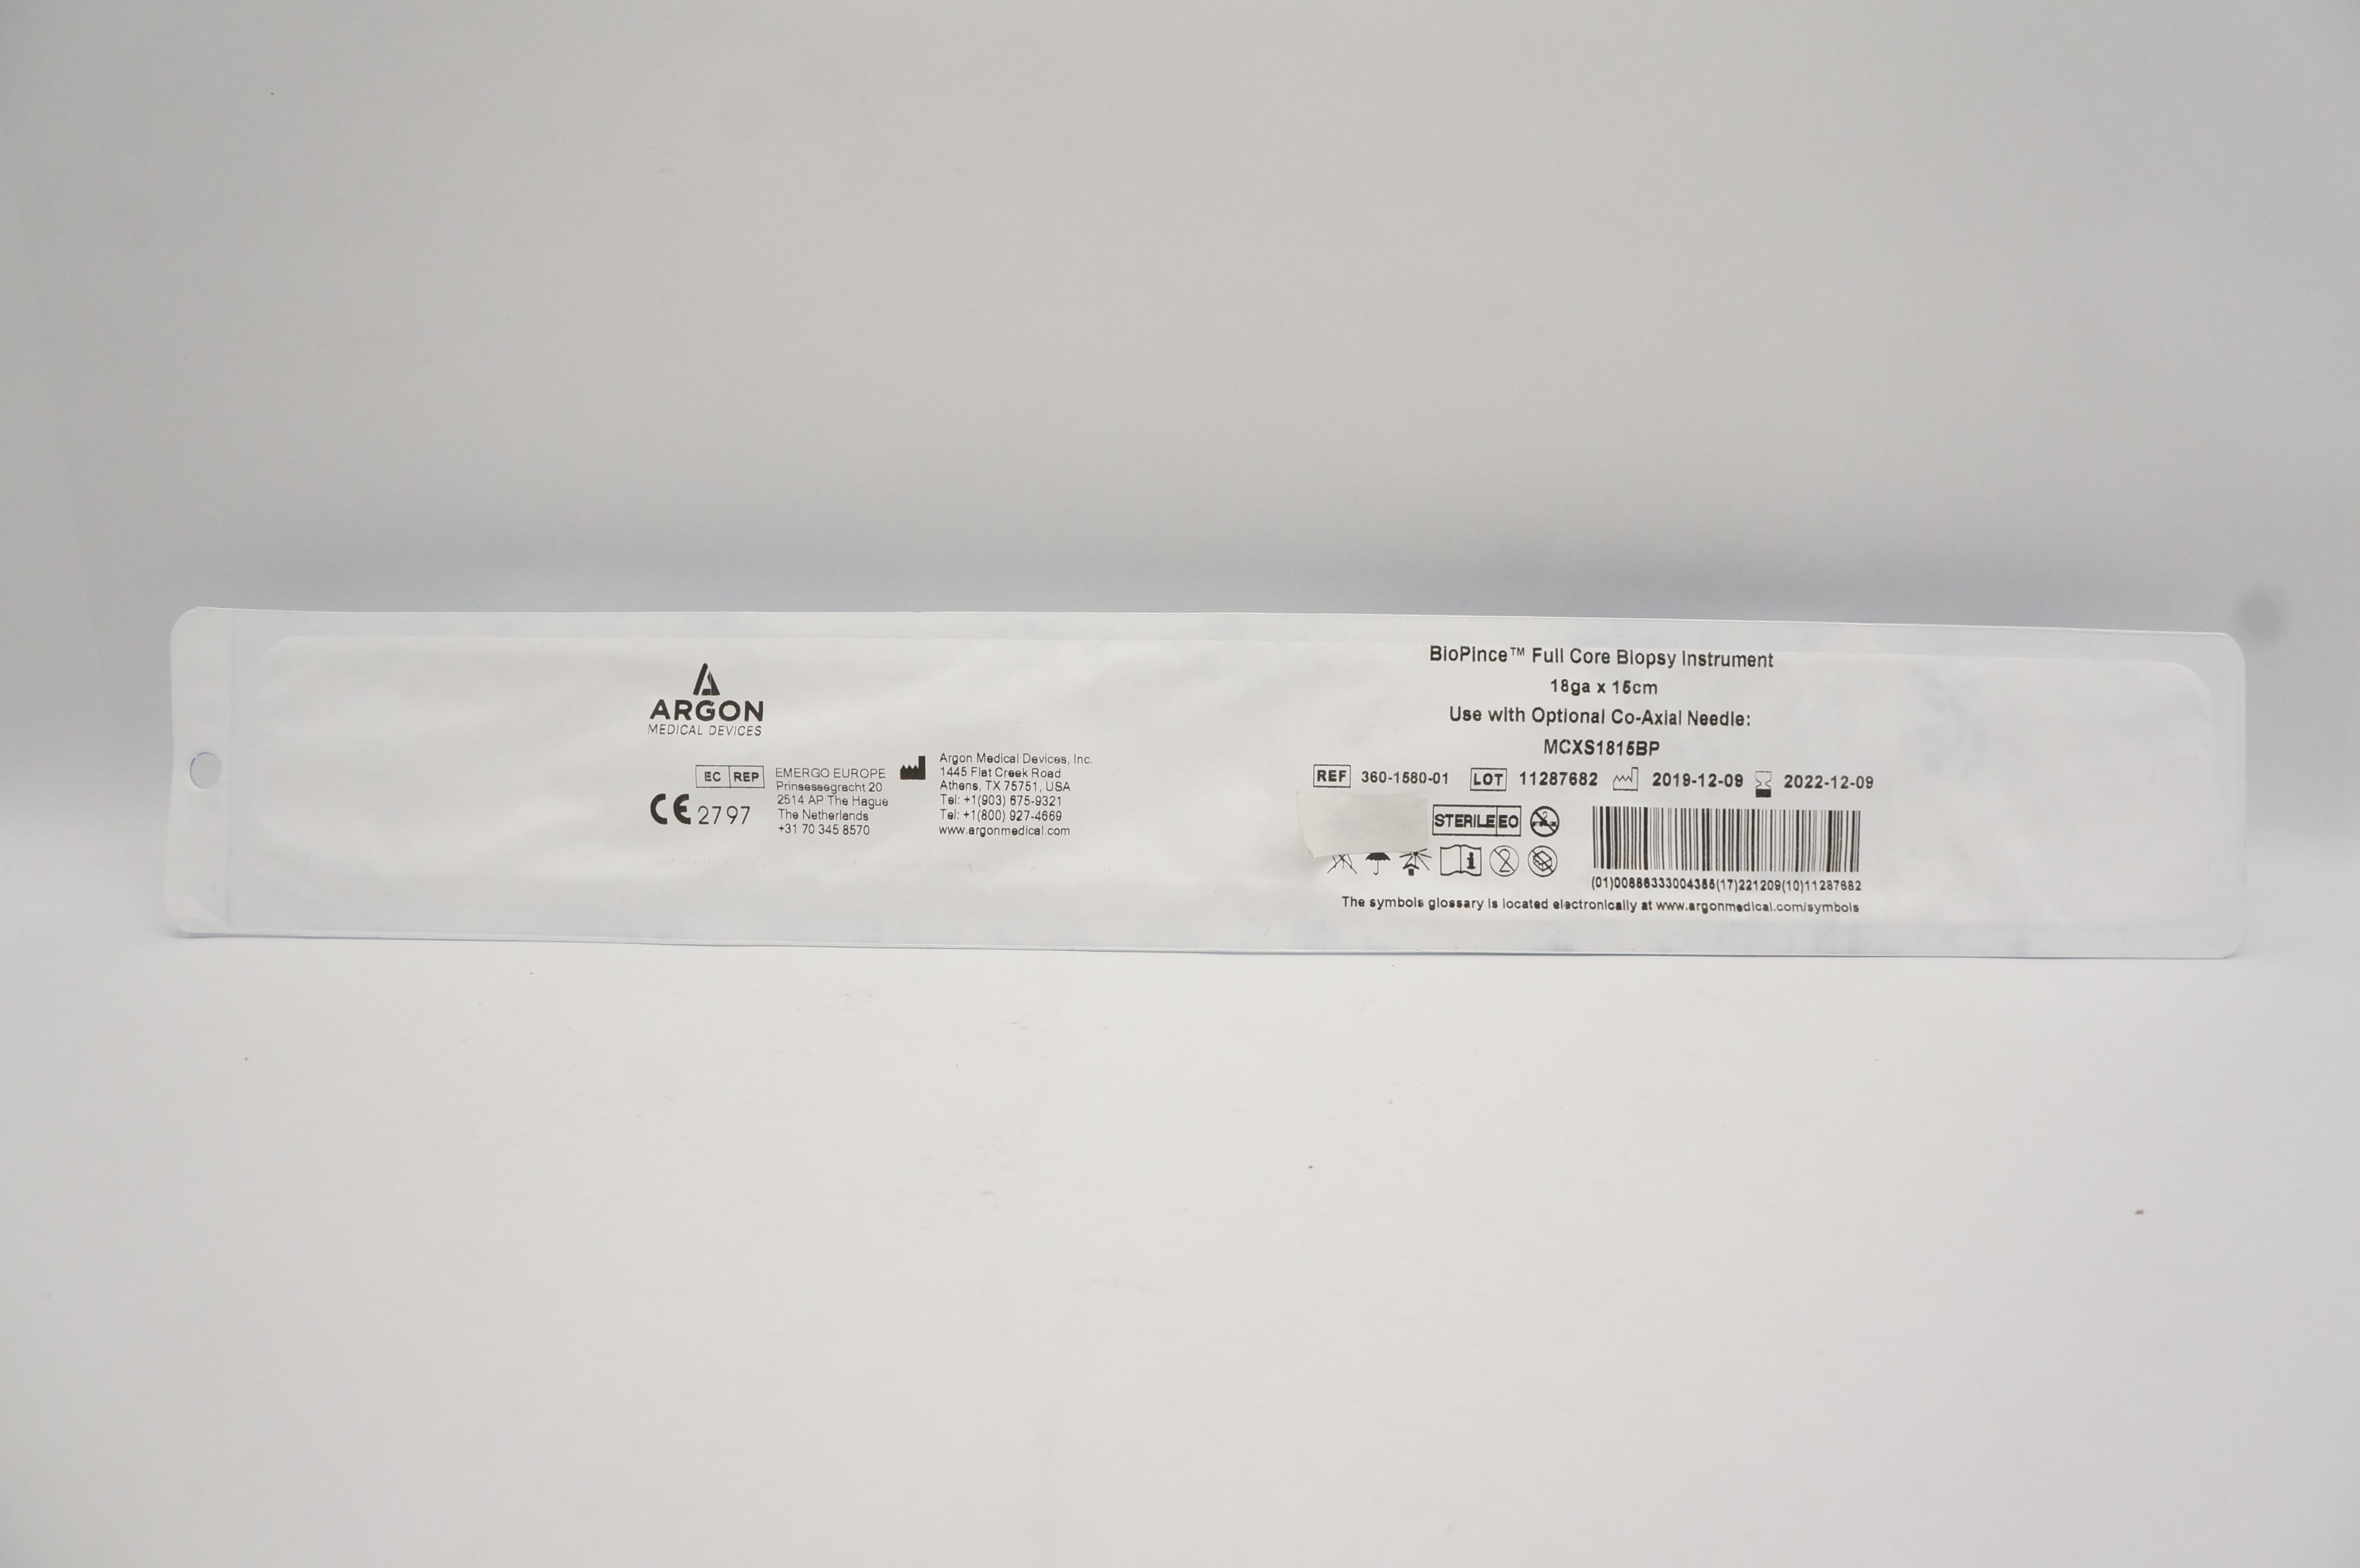 ARGON
MEDICAL DEVICES
EC REP
EMERGO EUROPE
Prinsessegracht 20
2514 AP The Hague
The Netherlands
+31 70 345 8570
CE 2797
Argon Medical Devices, Inc.
1445 Flat Creek Road
Athens, TX 75751, USA
Tel: +1(903) 675-9321
Tel: +1(800) 927-4669
www.argonmedical.com
BioPince™ Full Core Biopsy Instrument
18ga x 15cm
Use with Optional Co-Axial Needle:
MCXS1815BP
REF 360-1580-01 LOT 11287682 2019-12-09 2022-12-09
STERILE EO
2
(01)00886333004355(17)221209(10)11287682
The symbols glossary is located electronically at www.argonmedical.com/symbols